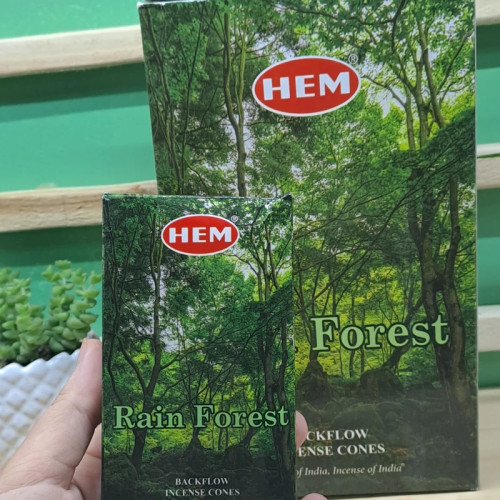 HEM®
Forest
CKFLOW
ENSE CONES
of India, Incense of India"
HEM®
Rain Forest
BACKFLOW
INCENSE CONES